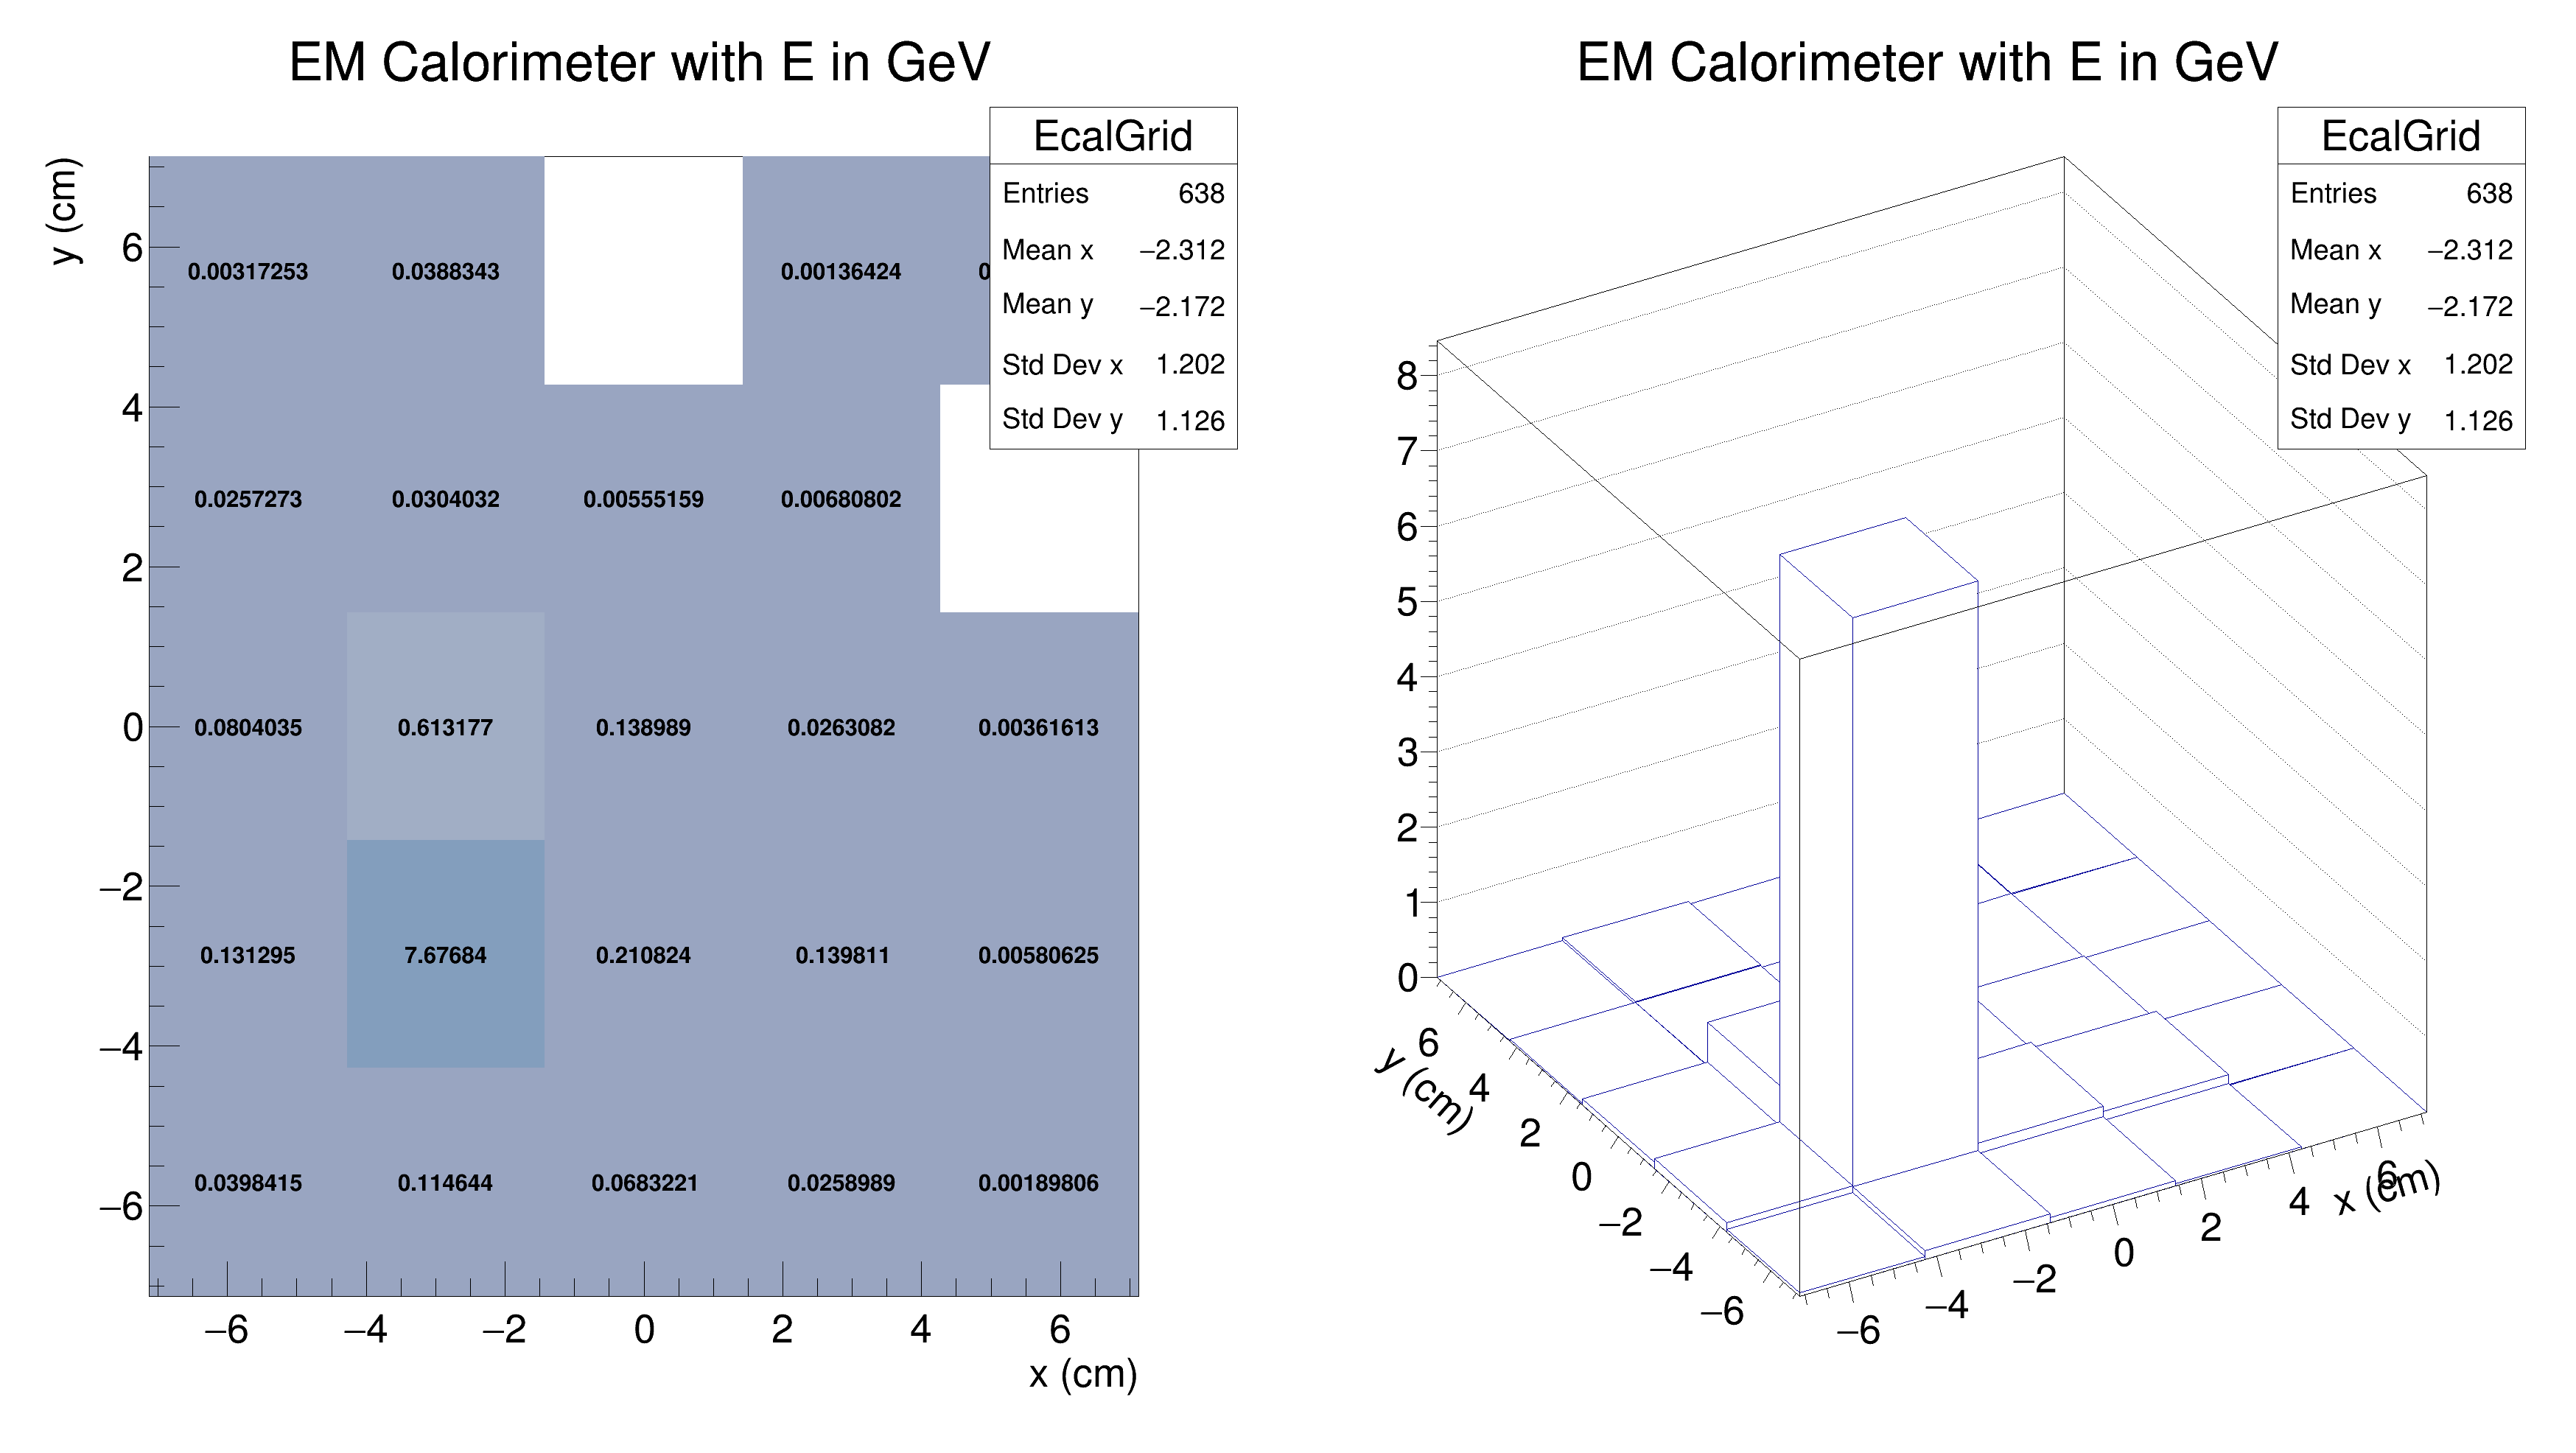 EM Calorimeter with E in GeV
EcalGrid
Entries 638
Mean x −2.312
Mean y −2.172
Std Dev x 1.202
Std Dev y 1.126
y (cm)
6
4
2
0
−2
−4
−6
0.00317253 0.0388343 0.00136424
0.0257273 0.0304032 0.00555159 0.00680802
0.0804035 0.613177 0.138989 0.0263082 0.00361613
0.131295 7.67684 0.210824 0.139811 0.00580625
0.0398415 0.114644 0.0683221 0.0258989 0.00189806
−6 −4 −2 0 2 4 6
x (cm)
EM Calorimeter with E in GeV
EcalGrid
Entries 638
Mean x −2.312
Mean y −2.172
Std Dev x 1.202
Std Dev y 1.126
8
7
6
5
4
3
2
1
0
6
4
2
0
−2
−4
−6
y (cm)
−6 −4 −2 0 2 4 6
x (cm)